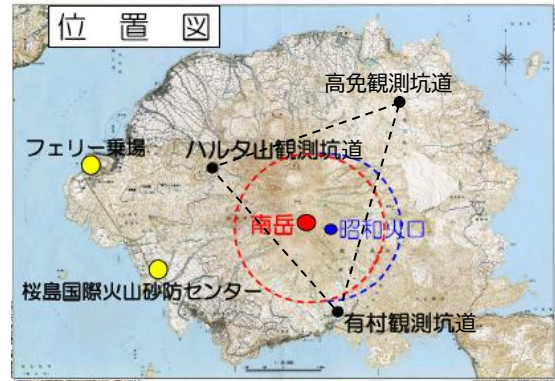 位置図
高免観測坑道
フェリー乗場
ハルタ山観測坑道
南岳
昭和火口
桜島国際火山砂防センター
有村観測坑道